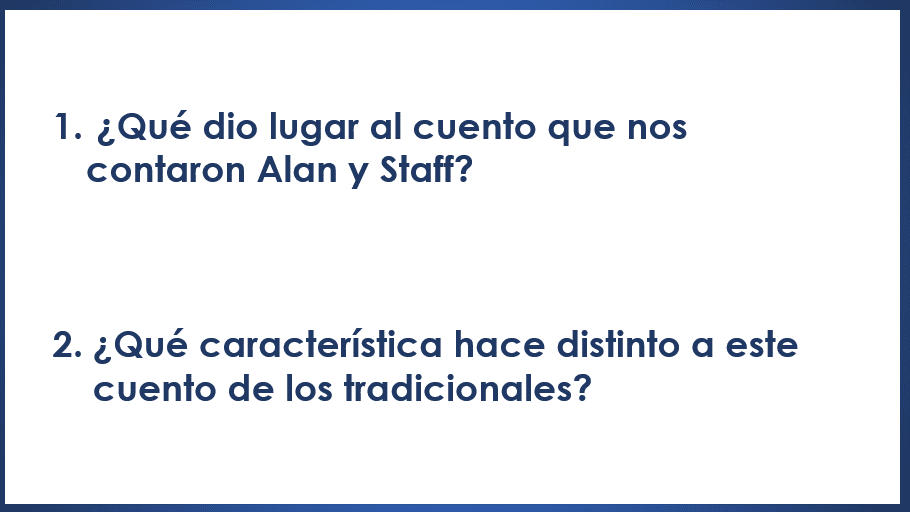 1. ¿Qué dio lugar al cuento que nos
contaron Alan y Staff?
2. ¿Qué característica hace distinto a este
cuento de los tradicionales?